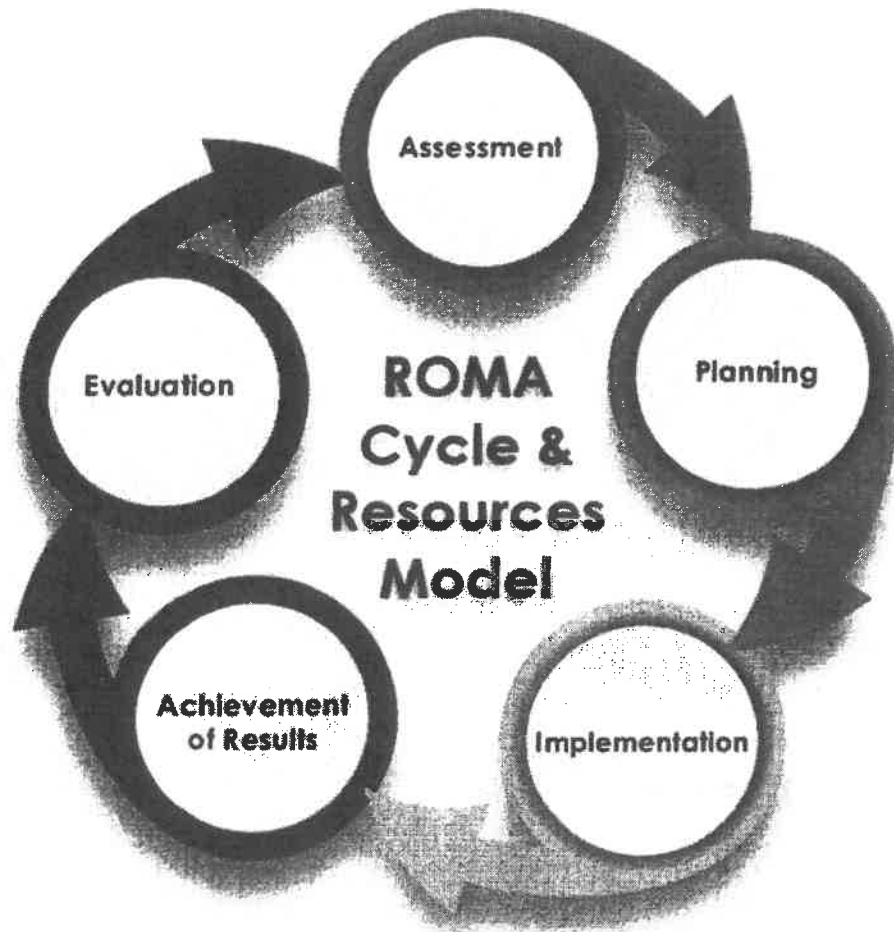 Assessment
Planning
Implementation
Achievement
of Results
Evaluation
ROMA
Cycle &
Resources
Model